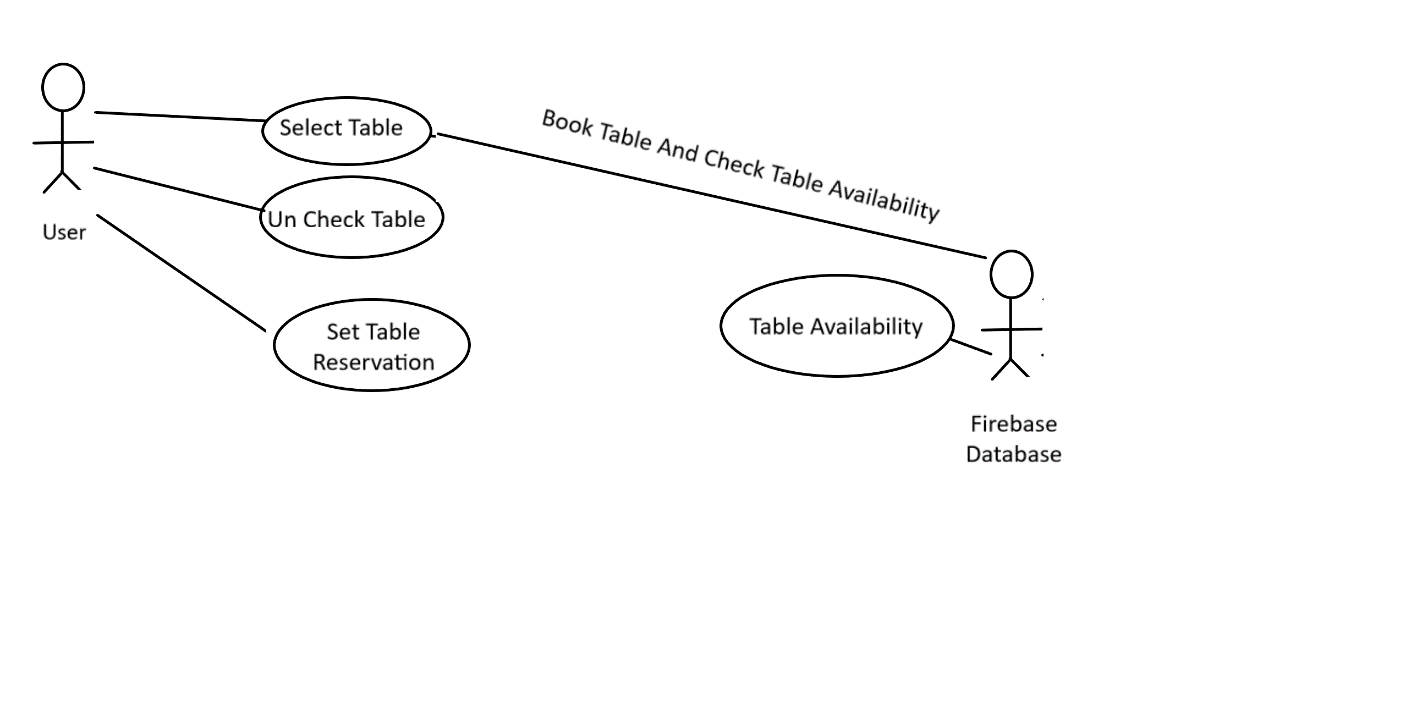 Select Table
Book Table And Check Table Availability
Un Check Table
User
Set Table
Reservation
Table Availability
Firebase
Database